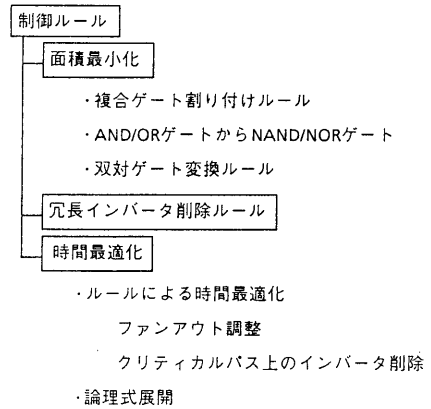 制御ルール
面積最小化
・複合ゲート割り付けルール
・AND/ORゲートからNAND/NORゲート
・双対ゲート変換ルール
冗長インバータ削除ルール
時間最適化
・ルールによる時間最適化
ファンアウト調整
クリティカルパス上のインバータ削除
・論理式展開